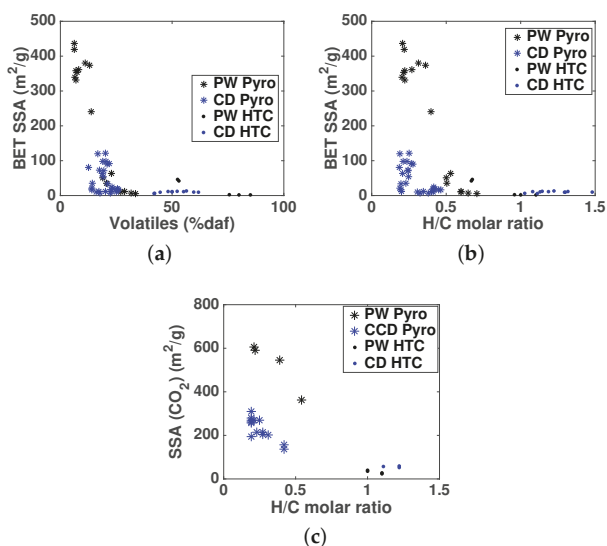 500
400
300
200
100
0
BET SSA (m²/g)
0 50 100
Volatiles (%daf)
PW Pyro
CD Pyro
PW HTC
CD HTC
(a)
500
400
300
200
100
0
BET SSA (m²/g)
0 0.5 1 1.5
H/C molar ratio
PW Pyro
CD Pyro
PW HTC
CD HTC
(b)
800
600
400
200
0
SSA (CO₂) (m²/g)
0 0.5 1 1.5
H/C molar ratio
PW Pyro
CCD Pyro
PW HTC
CD HTC
(c)